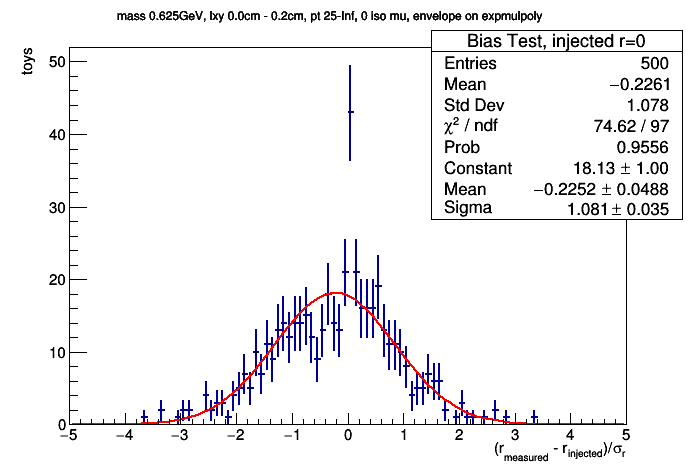 mass 0.625GeV, lxy 0.0cm - 0.2cm, pt 25-Inf, 0 iso mu, envelope on expmulpoly
Bias Test, injected r=0
Entries 500
Mean −0.2261
Std Dev 1.078
χ² / ndf 74.62 / 97
Prob 0.9556
Constant 18.13 ± 1.00
Mean −0.2252 ± 0.0488
Sigma 1.081 ± 0.035
toys
50
40
30
20
10
0
−5 −4 −3 −2 −1 0 1 2 3 4 5
(r_measured - r_injected)/σ_r